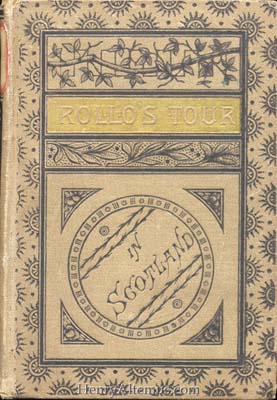 ROLLO'S TOUR
IN
SCOTLAND
HenryAltemus.com